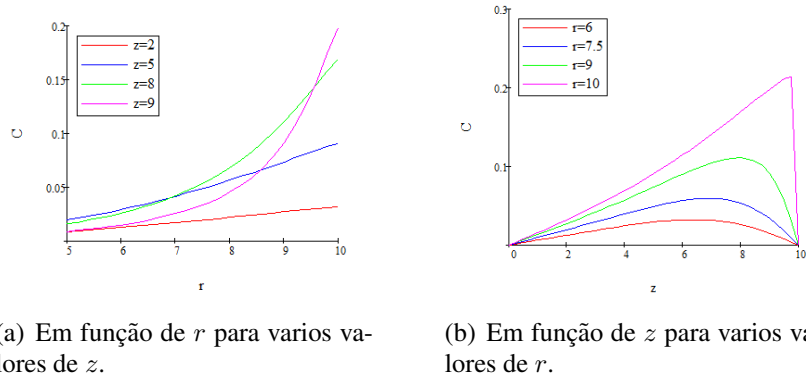 0.2
0.15
0.1
0.05
C
z=2
z=5
z=8
z=9
5 6 7 8 9 10
r
0.3
0.2
0.1
C
r=6
r=7.5
r=9
r=10
0 2 4 6 8 10
z
(a) Em função de r para varios va-
lores de z.
(b) Em função de z para varios va-
lores de r.